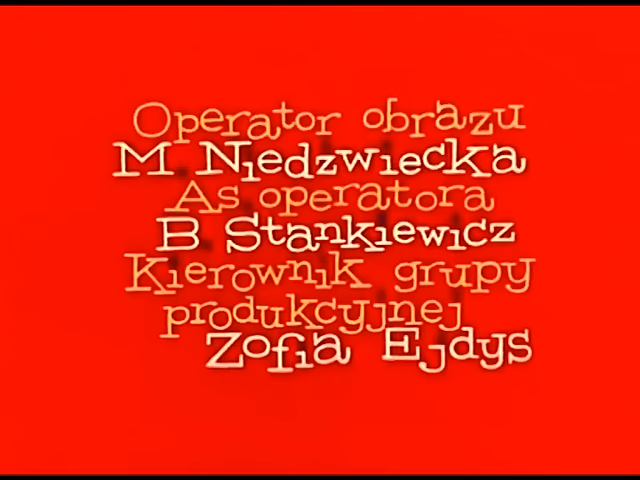 Operator obrazu
M. Niedzwiecka
As operatora
B Stankiewicz
Kierownik grupy
produkcyjnej
Zofia Ejdys